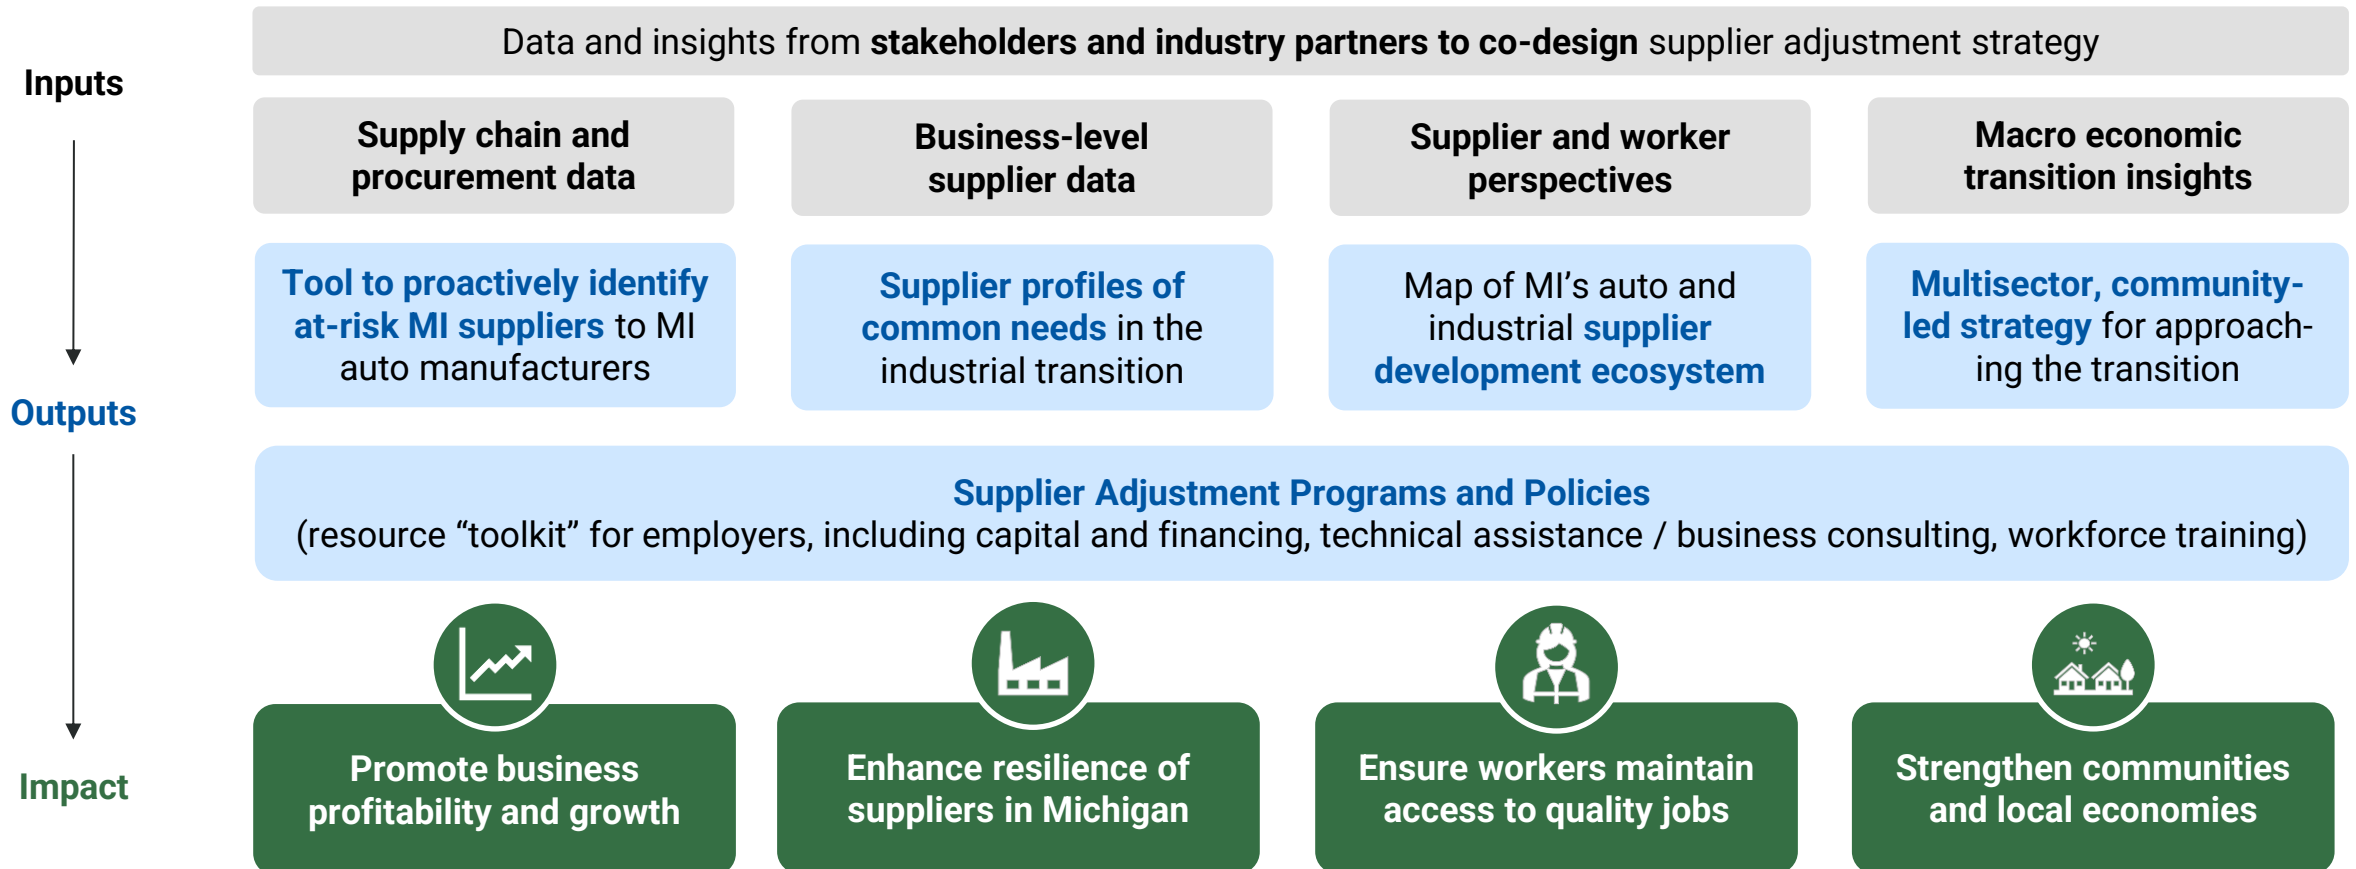 Inputs
Data and insights from stakeholders and industry partners to co-design supplier adjustment strategy
Supply chain and
procurement data
Business-level
supplier data
Supplier and worker
perspectives
Macro economic
transition insights
Outputs
Tool to proactively identify
at-risk MI suppliers to MI
auto manufacturers
Supplier profiles of
common needs in the
industrial transition
Map of MI’s auto and
industrial supplier
development ecosystem
Multisector, community-
led strategy for approach-
ing the transition
Supplier Adjustment Programs and Policies
(resource “toolkit” for employers, including capital and financing, technical assistance / business consulting, workforce training)
Impact
Promote business
profitability and growth
Enhance resilience of
suppliers in Michigan
Ensure workers maintain
access to quality jobs
Strengthen communities
and local economies